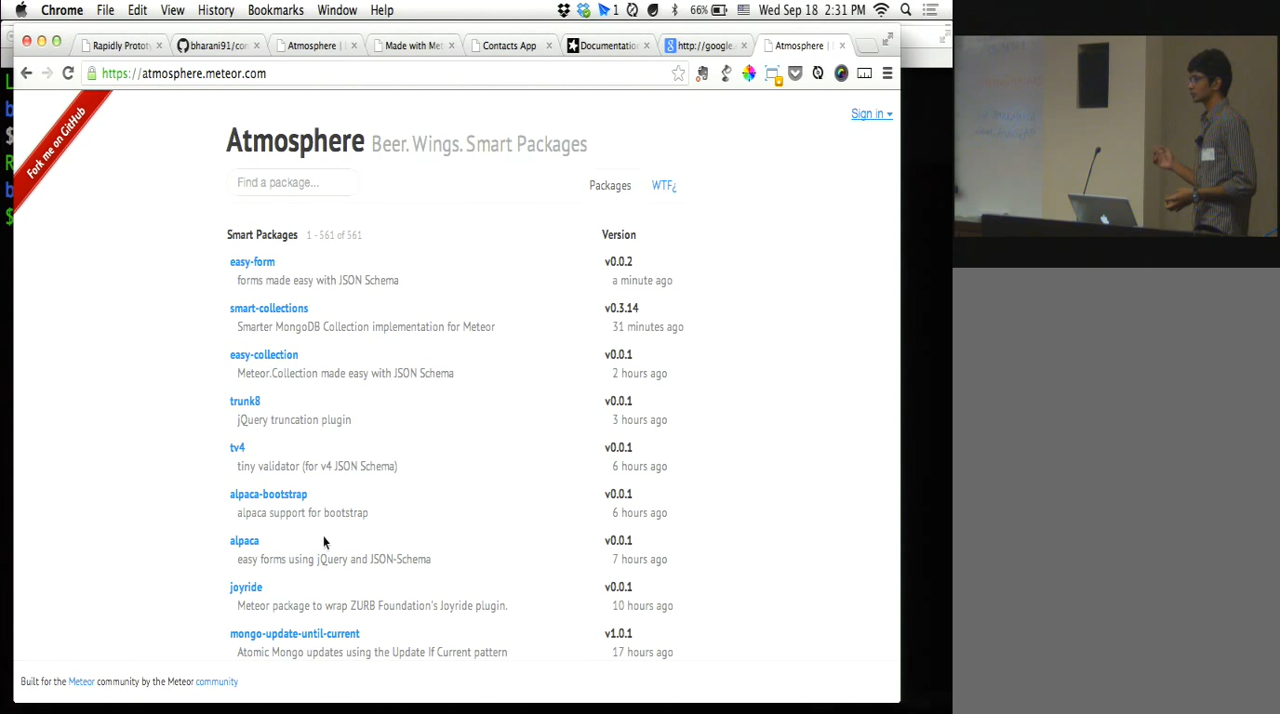 Chrome File Edit View History Bookmarks Window Help 1 66% Wed Sep 18 2:31 PM
Rapidly Protot bharani91/c Atmosphere | Made with Met Contacts App Documentatio http://google. Atmosphere |
https://atmosphere.meteor.com
Fork me on GitHub
Sign in
Atmosphere Beer. Wings. Smart Packages
Find a package... Packages WTF¿
Smart Packages 1 - 561 of 561 Version
easy-form v0.0.2
forms made easy with JSON Schema a minute ago
smart-collections v0.3.14
Smarter MongoDB Collection implementation for Meteor 31 minutes ago
easy-collection v0.0.1
Meteor.Collection made easy with JSON Schema 2 hours ago
trunk8 v0.0.1
jQuery truncation plugin 3 hours ago
tv4 v0.0.1
tiny validator (for v4 JSON Schema) 6 hours ago
alpaca-bootstrap v0.0.1
alpaca support for bootstrap 6 hours ago
alpaca v0.0.1
easy forms using jQuery and JSON-Schema 7 hours ago
joyride v0.0.1
Meteor package to wrap ZURB Foundation's Joyride plugin. 10 hours ago
mongo-update-until-current v1.0.1
Atomic Mongo updates using the Update If Current pattern 17 hours ago
Built for the Meteor community by the Meteor community